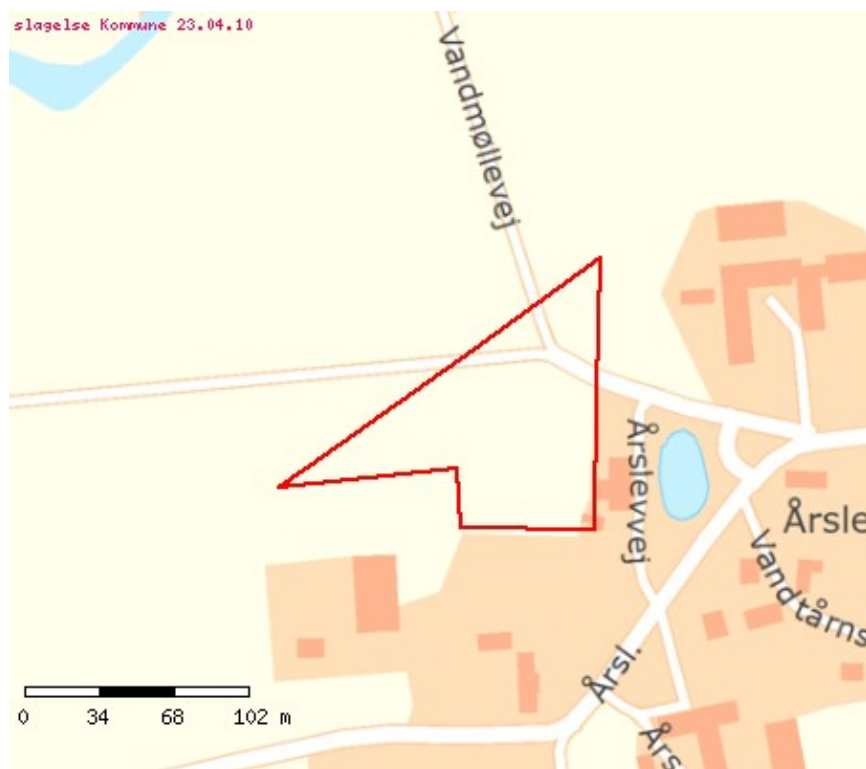 slagelse Kommune 23.04.10
Vandmøllevej
Årslevvej
Årsle
Vandtårns
Årsl.
Års
0 34 68 102 m